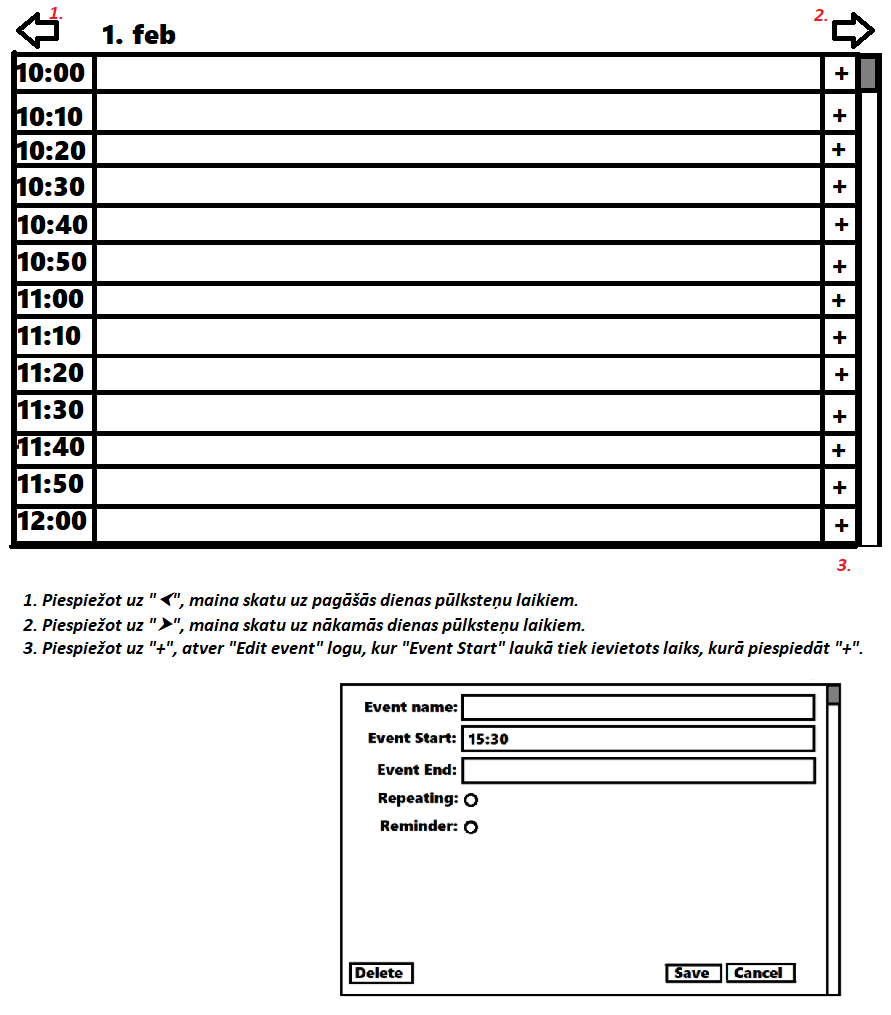 1.
2.
1. feb
10:00 +
10:10 +
10:20 +
10:30 +
10:40 +
10:50 +
11:00 +
11:10 +
11:20 +
11:30 +
11:40 +
11:50 +
12:00 +
3.
1. Piespiežot uz "⮜", maina skatu uz pagāšās dienas pūlksteņu laikiem.
2. Piespiežot uz "⮞", maina skatu uz nākamās dienas pūlksteņu laikiem.
3. Piespiežot uz "+", atver "Edit event" logu, kur "Event Start" laukā tiek ievietots laiks, kurā piespiedāt "+".
Event name:
Event Start: 15:30
Event End:
Repeating:
Reminder:
Delete Save Cancel